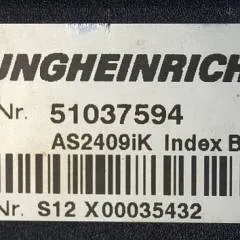 UNGHEINRICH
Nr. 51037594
AS2409iK Index B
Nr. S12 X00035432